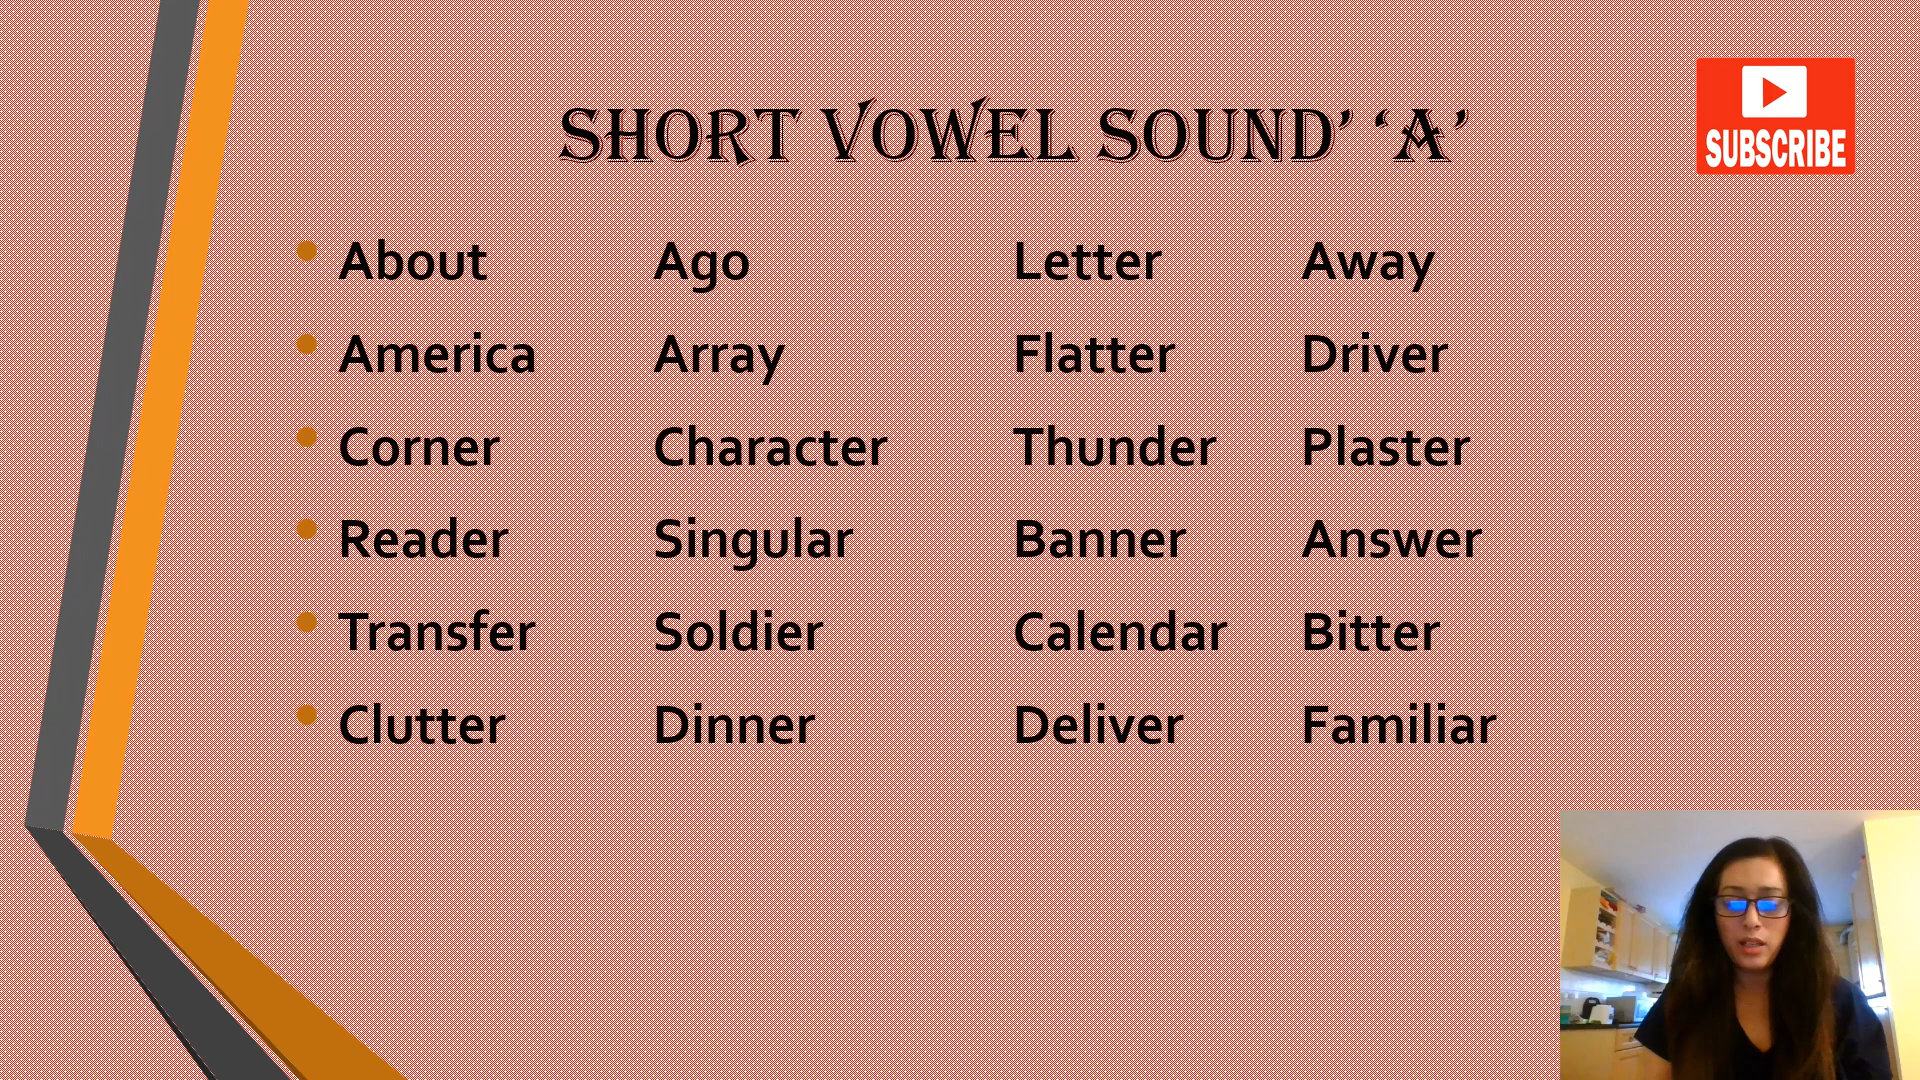 SHORT VOWEL SOUND’ ‘A’
SUBSCRIBE
About Ago Letter Away
America Array Flatter Driver
Corner Character Thunder Plaster
Reader Singular Banner Answer
Transfer Soldier Calendar Bitter
Clutter Dinner Deliver Familiar